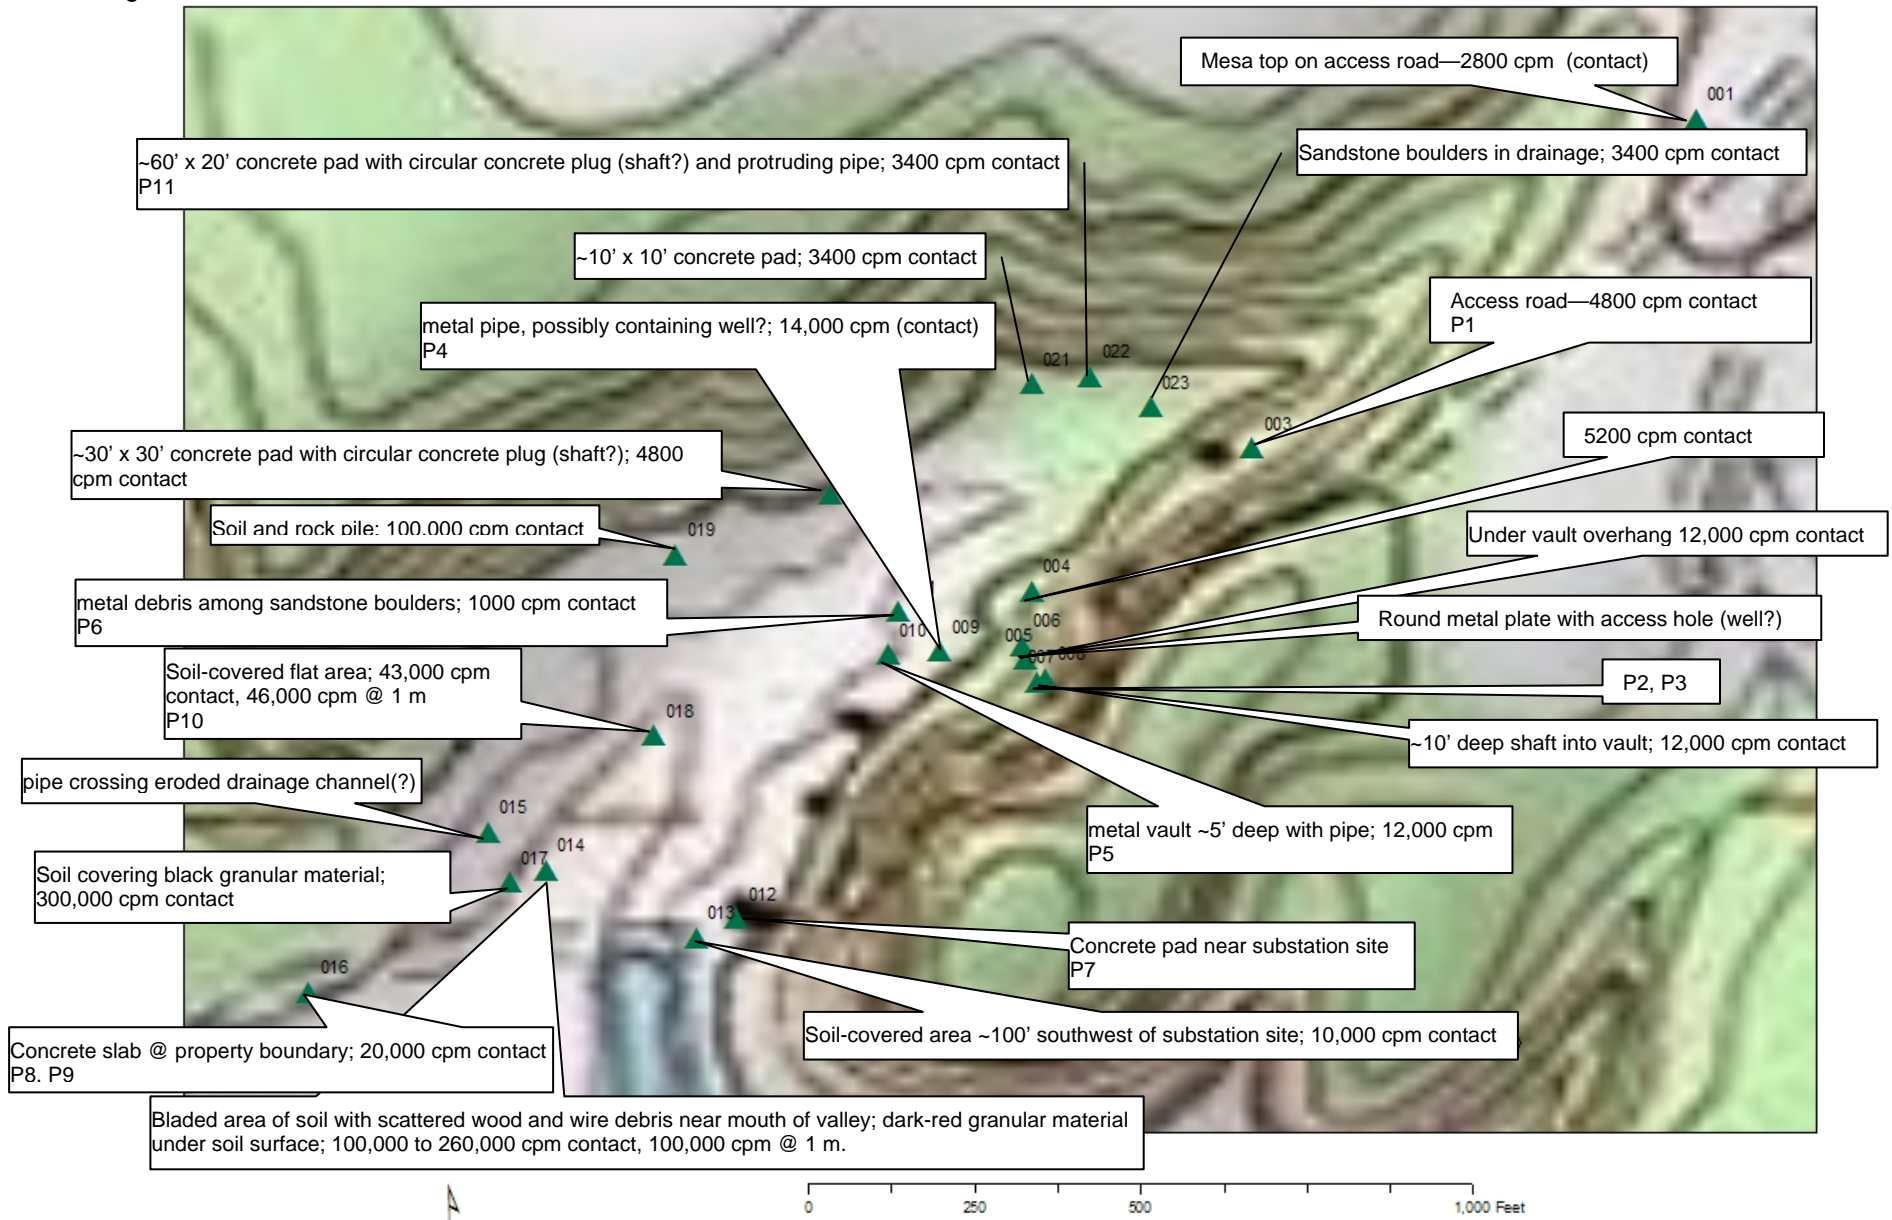 Mesa top on access road—2800 cpm (contact)
001
~60' x 20' concrete pad with circular concrete plug (shaft?) and protruding pipe; 3400 cpm contact
P11
Sandstone boulders in drainage; 3400 cpm contact
~10' x 10' concrete pad; 3400 cpm contact
metal pipe, possibly containing well?; 14,000 cpm (contact)
P4
Access road—4800 cpm contact
P1
021
022
023
003
~30' x 30' concrete pad with circular concrete plug (shaft?); 4800
cpm contact
5200 cpm contact
Soil and rock pile; 100,000 cpm contact
019
Under vault overhang 12,000 cpm contact
004
metal debris among sandstone boulders; 1000 cpm contact
P6
Round metal plate with access hole (well?)
006
005
009
010
007
Soil-covered flat area; 43,000 cpm
contact, 46,000 cpm @ 1 m
P10
P2, P3
018
~10' deep shaft into vault; 12,000 cpm contact
pipe crossing eroded drainage channel(?)
015
metal vault ~5' deep with pipe; 12,000 cpm
P5
014
017
Soil covering black granular material;
300,000 cpm contact
012
013
Concrete pad near substation site
P7
016
Soil-covered area ~100' southwest of substation site; 10,000 cpm contact
Concrete slab @ property boundary; 20,000 cpm contact
P8. P9
Bladed area of soil with scattered wood and wire debris near mouth of valley; dark-red granular material
under soil surface; 100,000 to 260,000 cpm contact, 100,000 cpm @ 1 m.
0 250 500 1,000 Feet